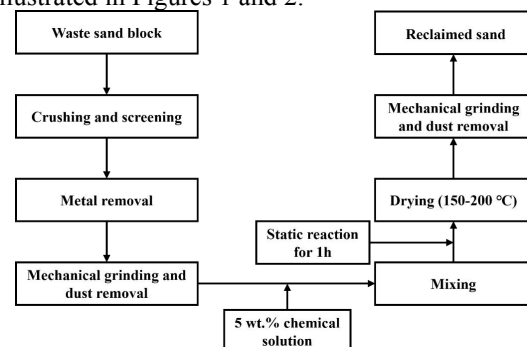 llustrated in Figures 1 and 2.
Waste sand block
Crushing and screening
Metal removal
Mechanical grinding and
dust removal
5 wt.% chemical
solution
Mixing
Static reaction
for 1h
Drying (150-200 °C)
Mechanical grinding
and dust removal
Reclaimed sand